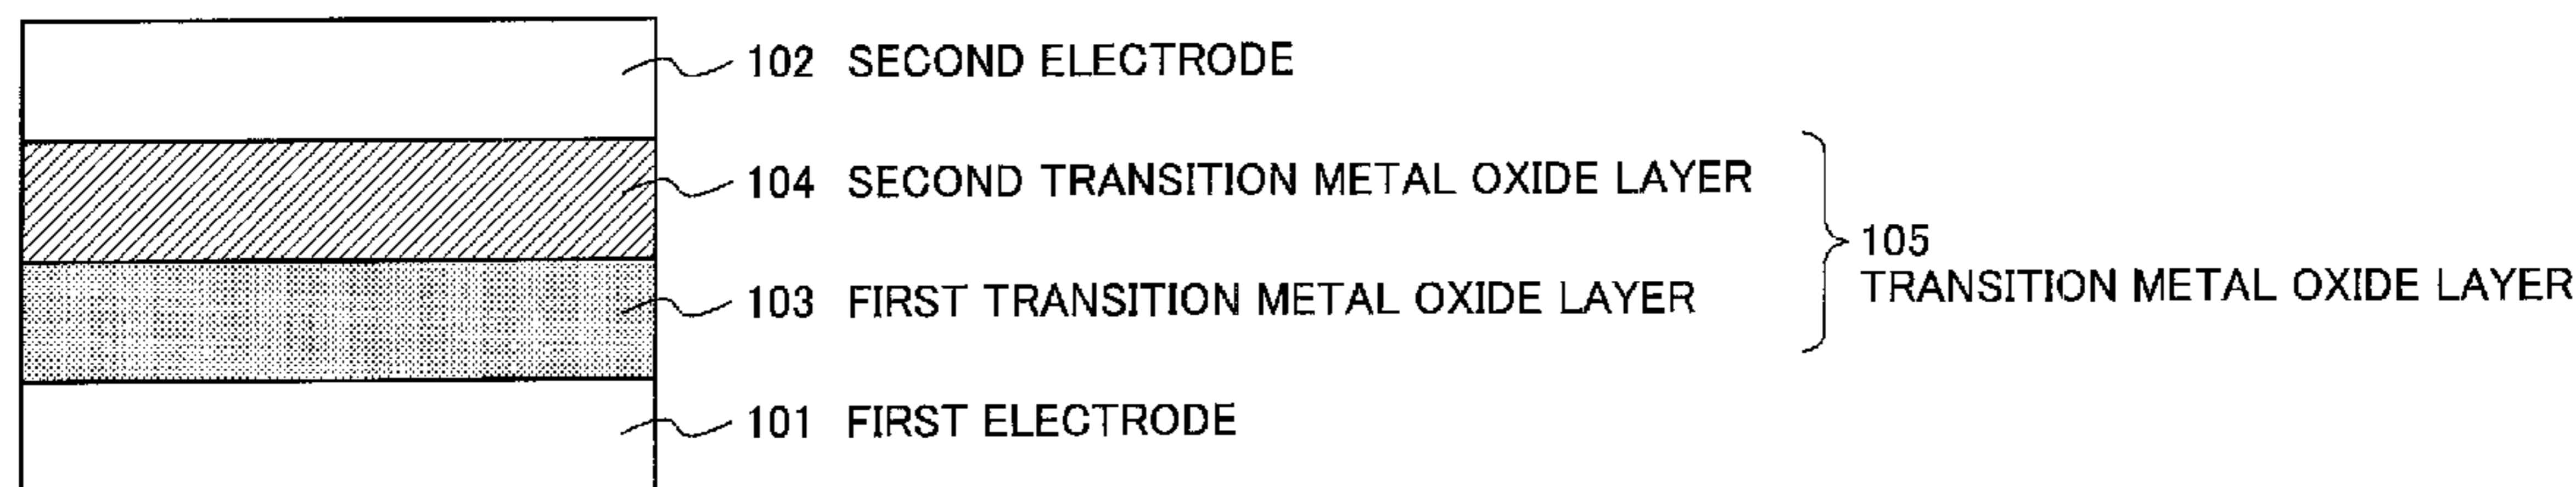 102 SECOND ELECTRODE
104 SECOND TRANSITION METAL OXIDE LAYER
105
TRANSITION METAL OXIDE LAYER
103 FIRST TRANSITION METAL OXIDE LAYER
101 FIRST ELECTRODE